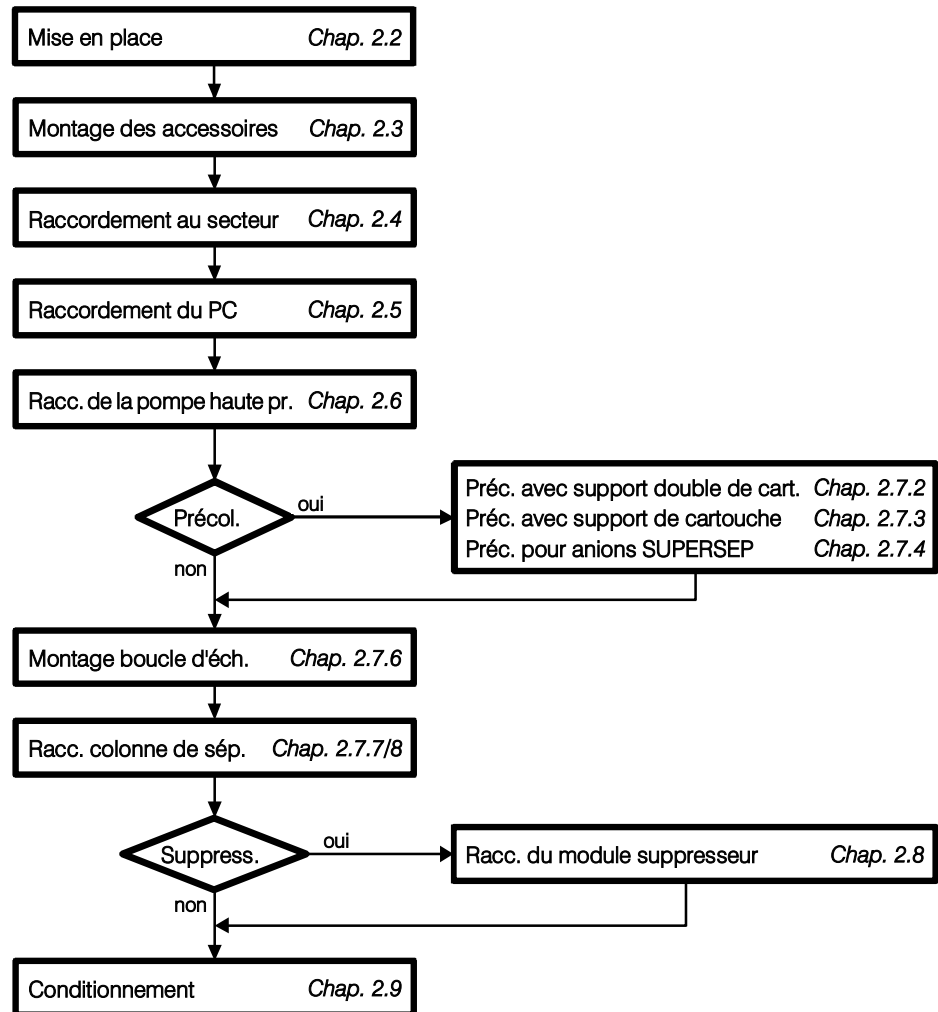 Mise en place Chap. 2.2
Montage des accessoires Chap. 2.3
Raccordement au secteur Chap. 2.4
Raccordement du PC Chap. 2.5
Racc. de la pompe haute pr. Chap. 2.6
Précol.
oui
non
Préc. avec support double de cart. Chap. 2.7.2
Préc. avec support de cartouche Chap. 2.7.3
Préc. pour anions SUPERSEP Chap. 2.7.4
Montage boucle d'éch. Chap. 2.7.6
Racc. colonne de sép. Chap. 2.7.7/8
Suppress.
oui
non
Racc. du module suppresseur Chap. 2.8
Conditionnement Chap. 2.9